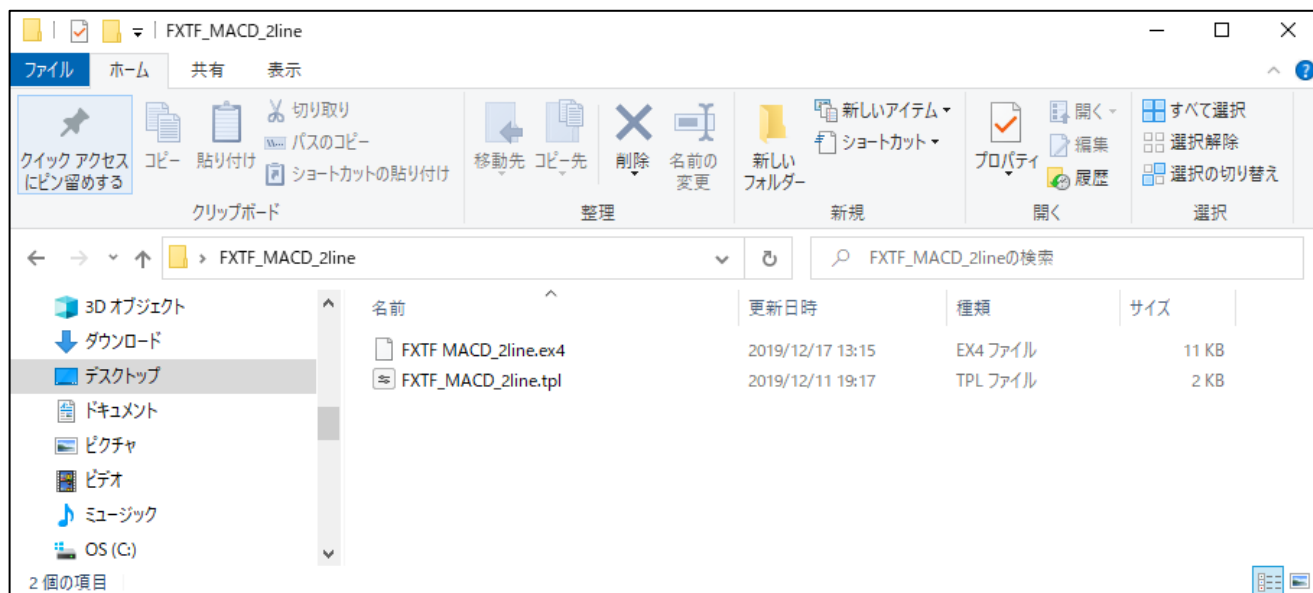 FXTF_MACD_2line
ファイル ホーム 共有 表示
クイック アクセス
にピン留めする
コピー
貼り付け
切り取り
パスのコピー
ショートカットの貼り付け
クリップボード
移動先
コピー先
削除
名前の
変更
整理
新しい
フォルダー
新しいアイテム
ショートカット
新規
プロパティ
開く
編集
履歴
開く
すべて選択
選択解除
選択の切り替え
選択
FXTF_MACD_2line
FXTF_MACD_2lineの検索
3D オブジェクト
ダウンロード
デスクトップ
ドキュメント
ピクチャ
ビデオ
ミュージック
OS (C:)
名前 更新日時 種類 サイズ
FXTF MACD_2line.ex4 2019/12/17 13:15 EX4 ファイル 11 KB
FXTF_MACD_2line.tpl 2019/12/11 19:17 TPL ファイル 2 KB
2 個の項目